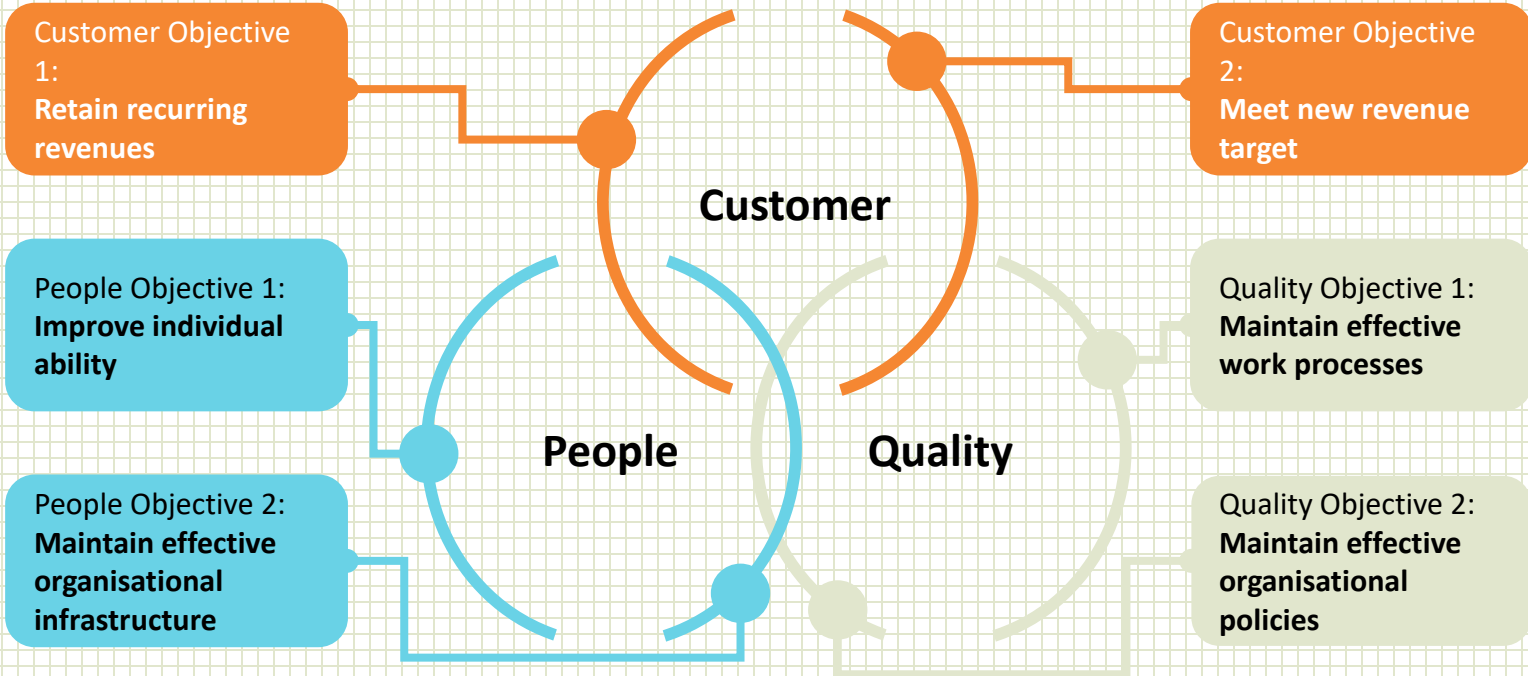 Customer Objective
1:
Retain recurring
revenues
Customer Objective
2:
Meet new revenue
target
Customer
People Objective 1:
Improve individual
ability
Quality Objective 1:
Maintain effective
work processes
People
Quality
People Objective 2:
Maintain effective
organisational
infrastructure
Quality Objective 2:
Maintain effective
organisational
policies